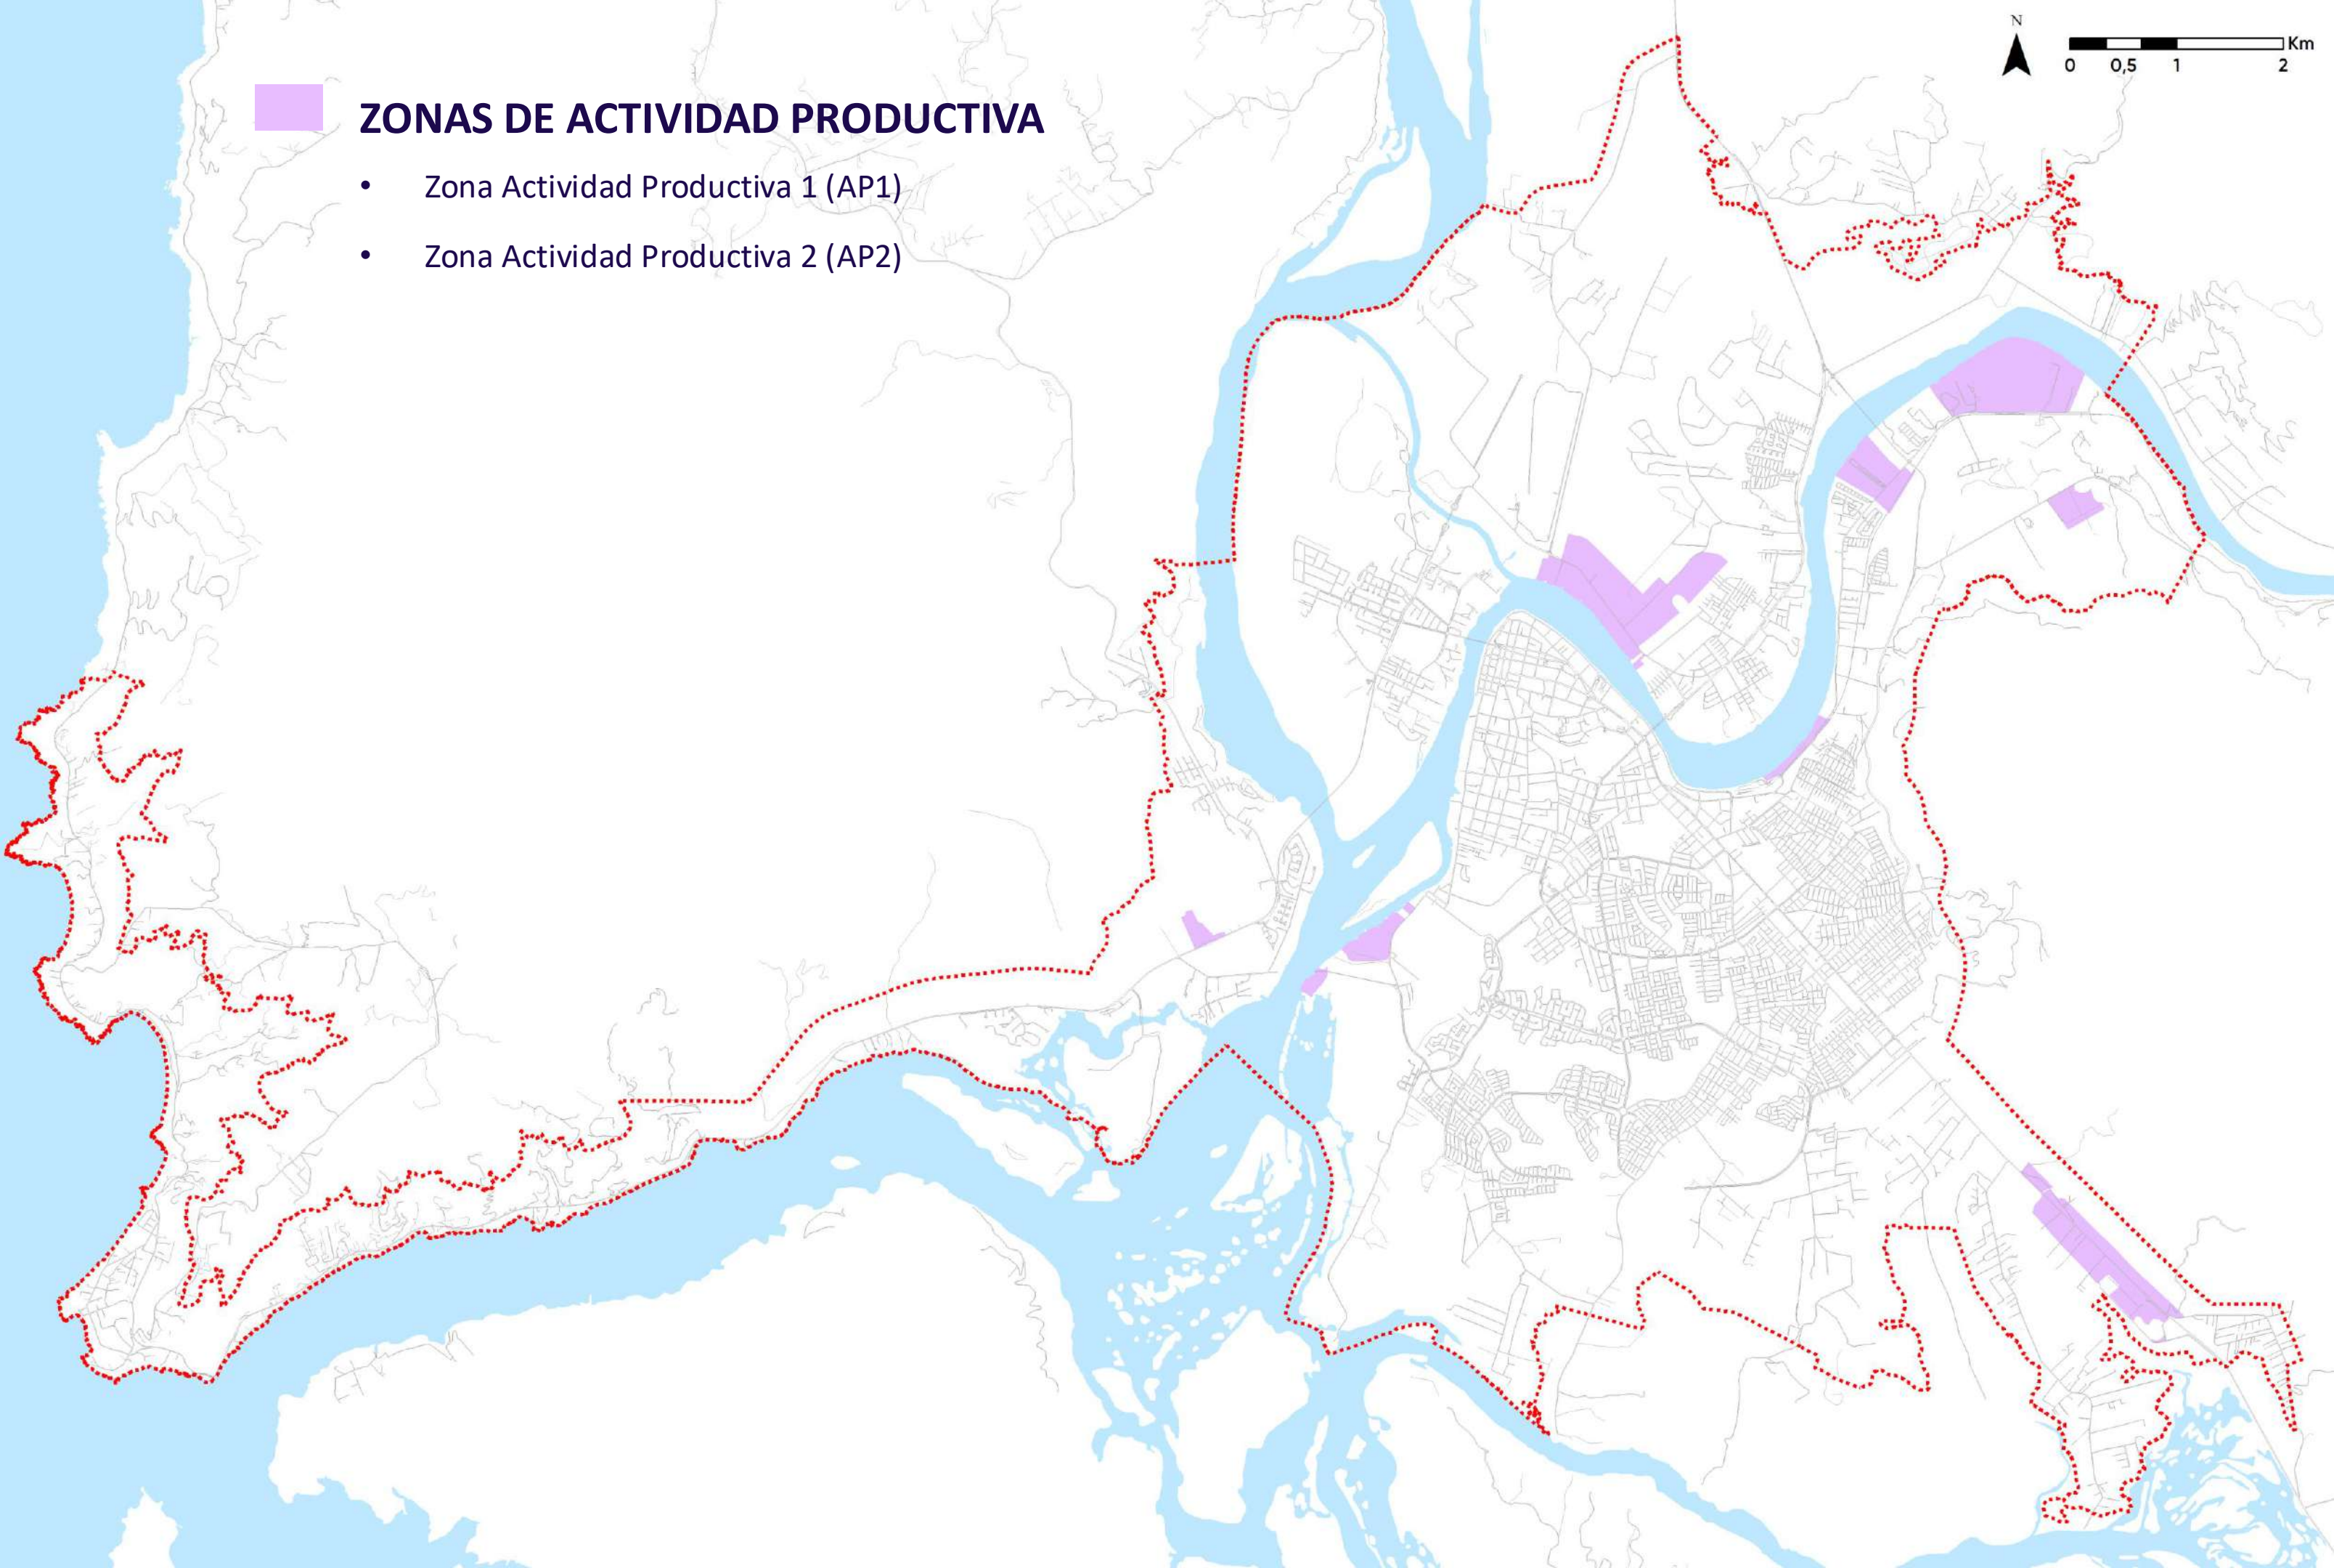 N
Km
0 0,5 1 2
ZONAS DE ACTIVIDAD PRODUCTIVA
• Zona Actividad Productiva 1 (AP1)
• Zona Actividad Productiva 2 (AP2)